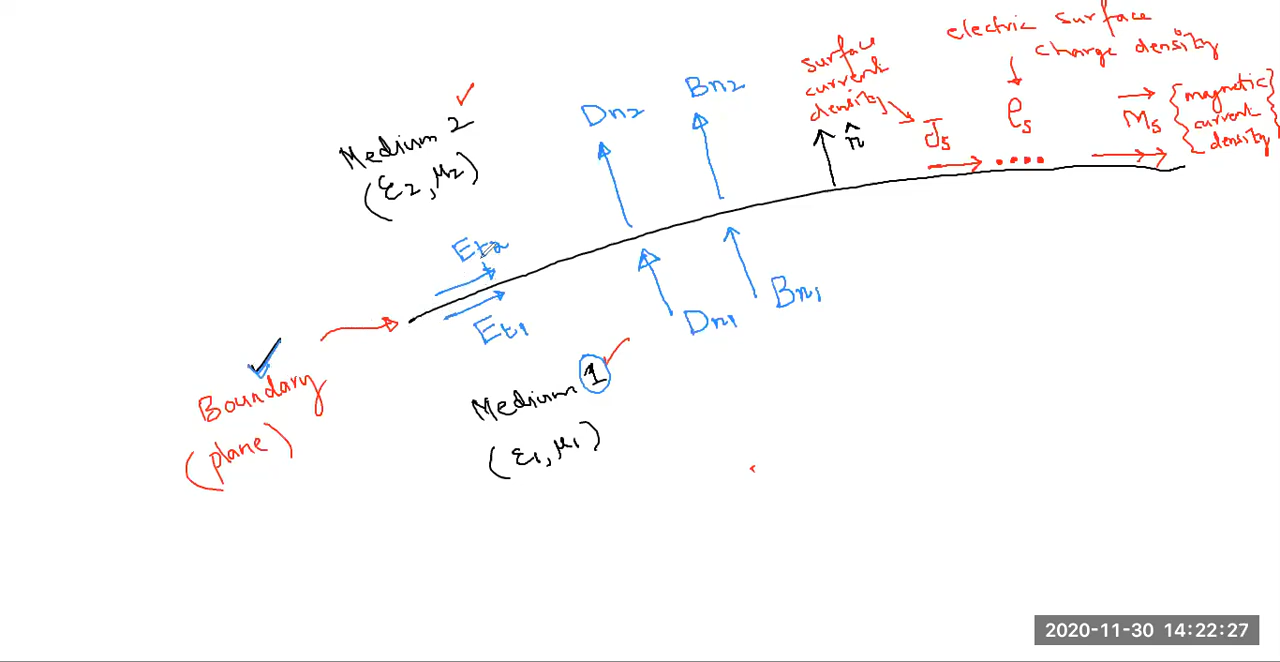 electric surface
charge density
surface
current
density
Dn2
Bn2
n̂
J̄s
ρs
Ms
{magnetic
current
density}
Medium 2
(ε2, μ2)
Et2
Et1
Dn1
Bn1
Boundary
(plane)
Medium 1
(ε1, μ1)
2020-11-30 14:22:27